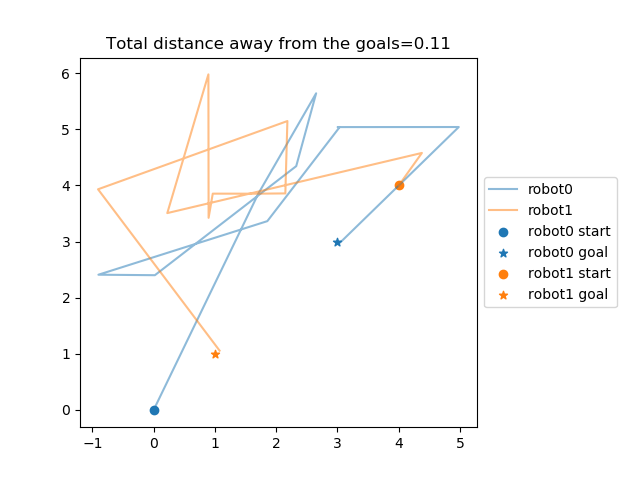 Total distance away from the goals=0.11
6
5
4
3
2
1
0
−1 0 1 2 3 4 5
robot0
robot1
robot0 start
robot0 goal
robot1 start
robot1 goal